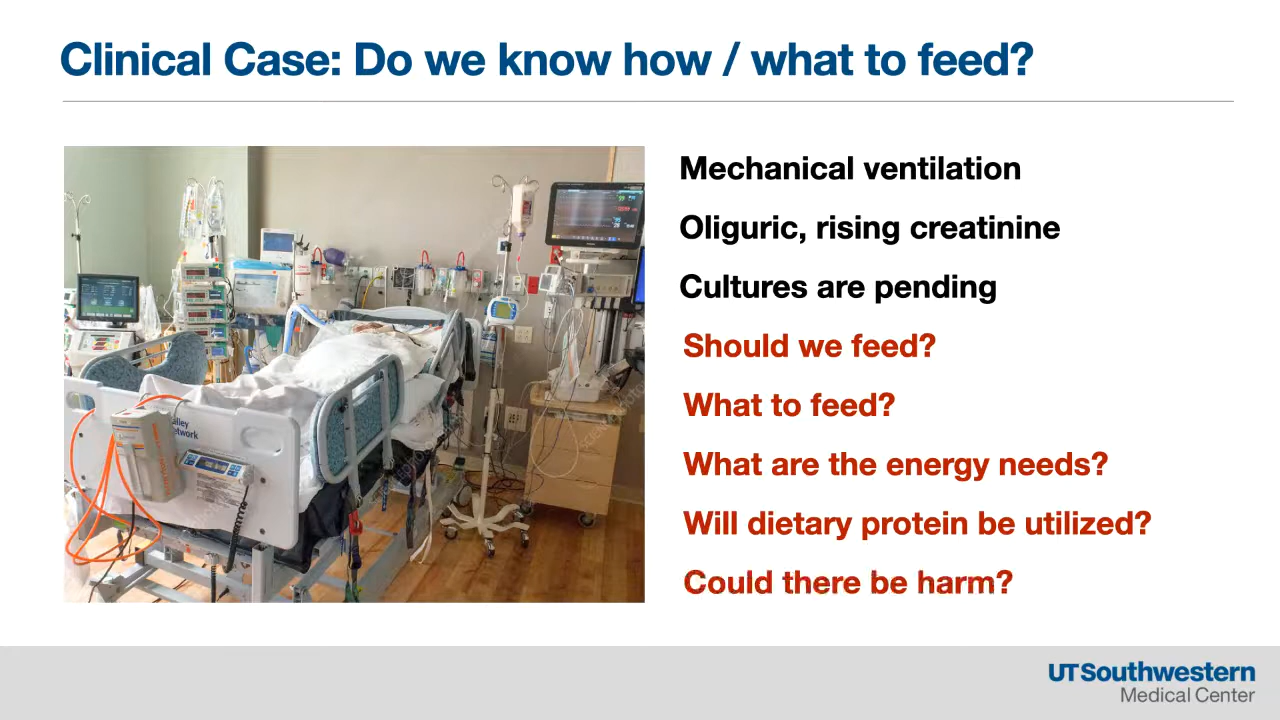 Clinical Case: Do we know how / what to feed?
Mechanical ventilation
Oliguric, rising creatinine
Cultures are pending
Should we feed?
What to feed?
What are the energy needs?
Will dietary protein be utilized?
Could there be harm?
UTSouthwestern
Medical Center